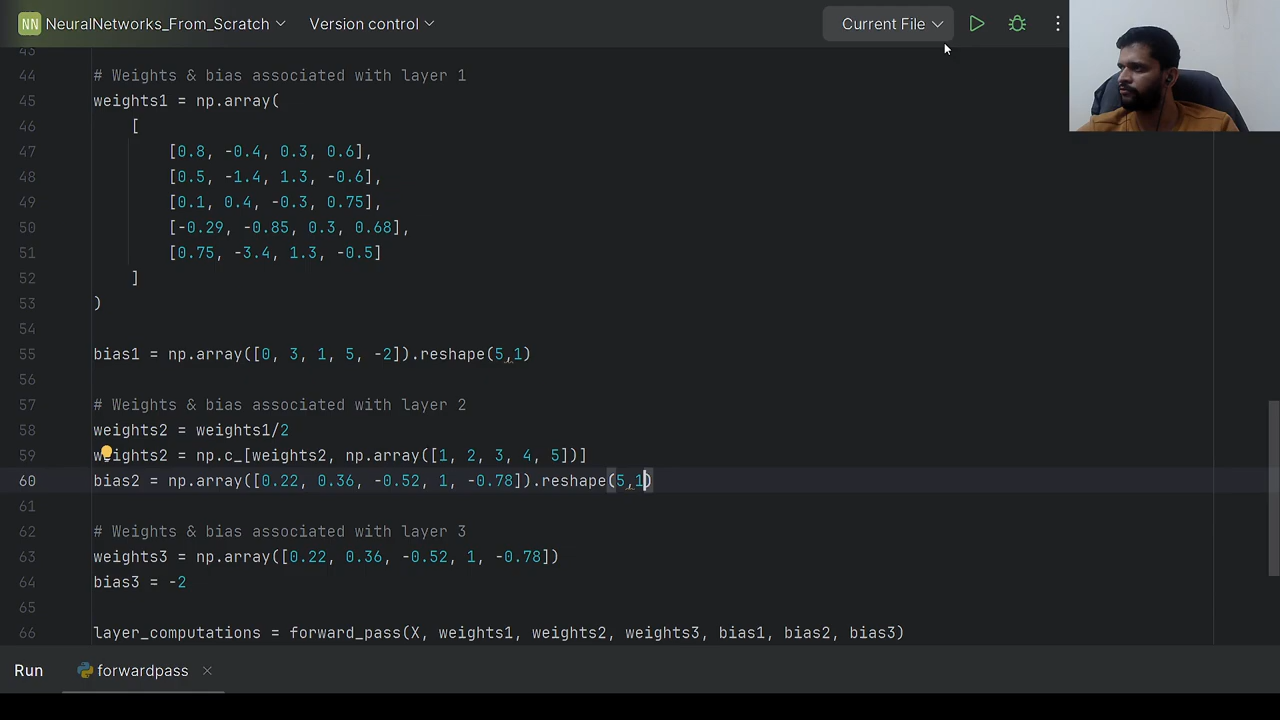 NN NeuralNetworks_From_Scratch Version control Current File
43
44 # Weights & bias associated with layer 1
45 weights1 = np.array(
46 [
47 [0.8, -0.4, 0.3, 0.6],
48 [0.5, -1.4, 1.3, -0.6],
49 [0.1, 0.4, -0.3, 0.75],
50 [-0.29, -0.85, 0.3, 0.68],
51 [0.75, -3.4, 1.3, -0.5]
52 ]
53 )
54
55 bias1 = np.array([0, 3, 1, 5, -2]).reshape(5,1)
56
57 # Weights & bias associated with layer 2
58 weights2 = weights1/2
59 weights2 = np.c_[weights2, np.array([1, 2, 3, 4, 5])]
60 bias2 = np.array([0.22, 0.36, -0.52, 1, -0.78]).reshape(5,1)
61
62 # Weights & bias associated with layer 3
63 weights3 = np.array([0.22, 0.36, -0.52, 1, -0.78])
64 bias3 = -2
65
66 layer_computations = forward_pass(X, weights1, weights2, weights3, bias1, bias2, bias3)
Run forwardpass